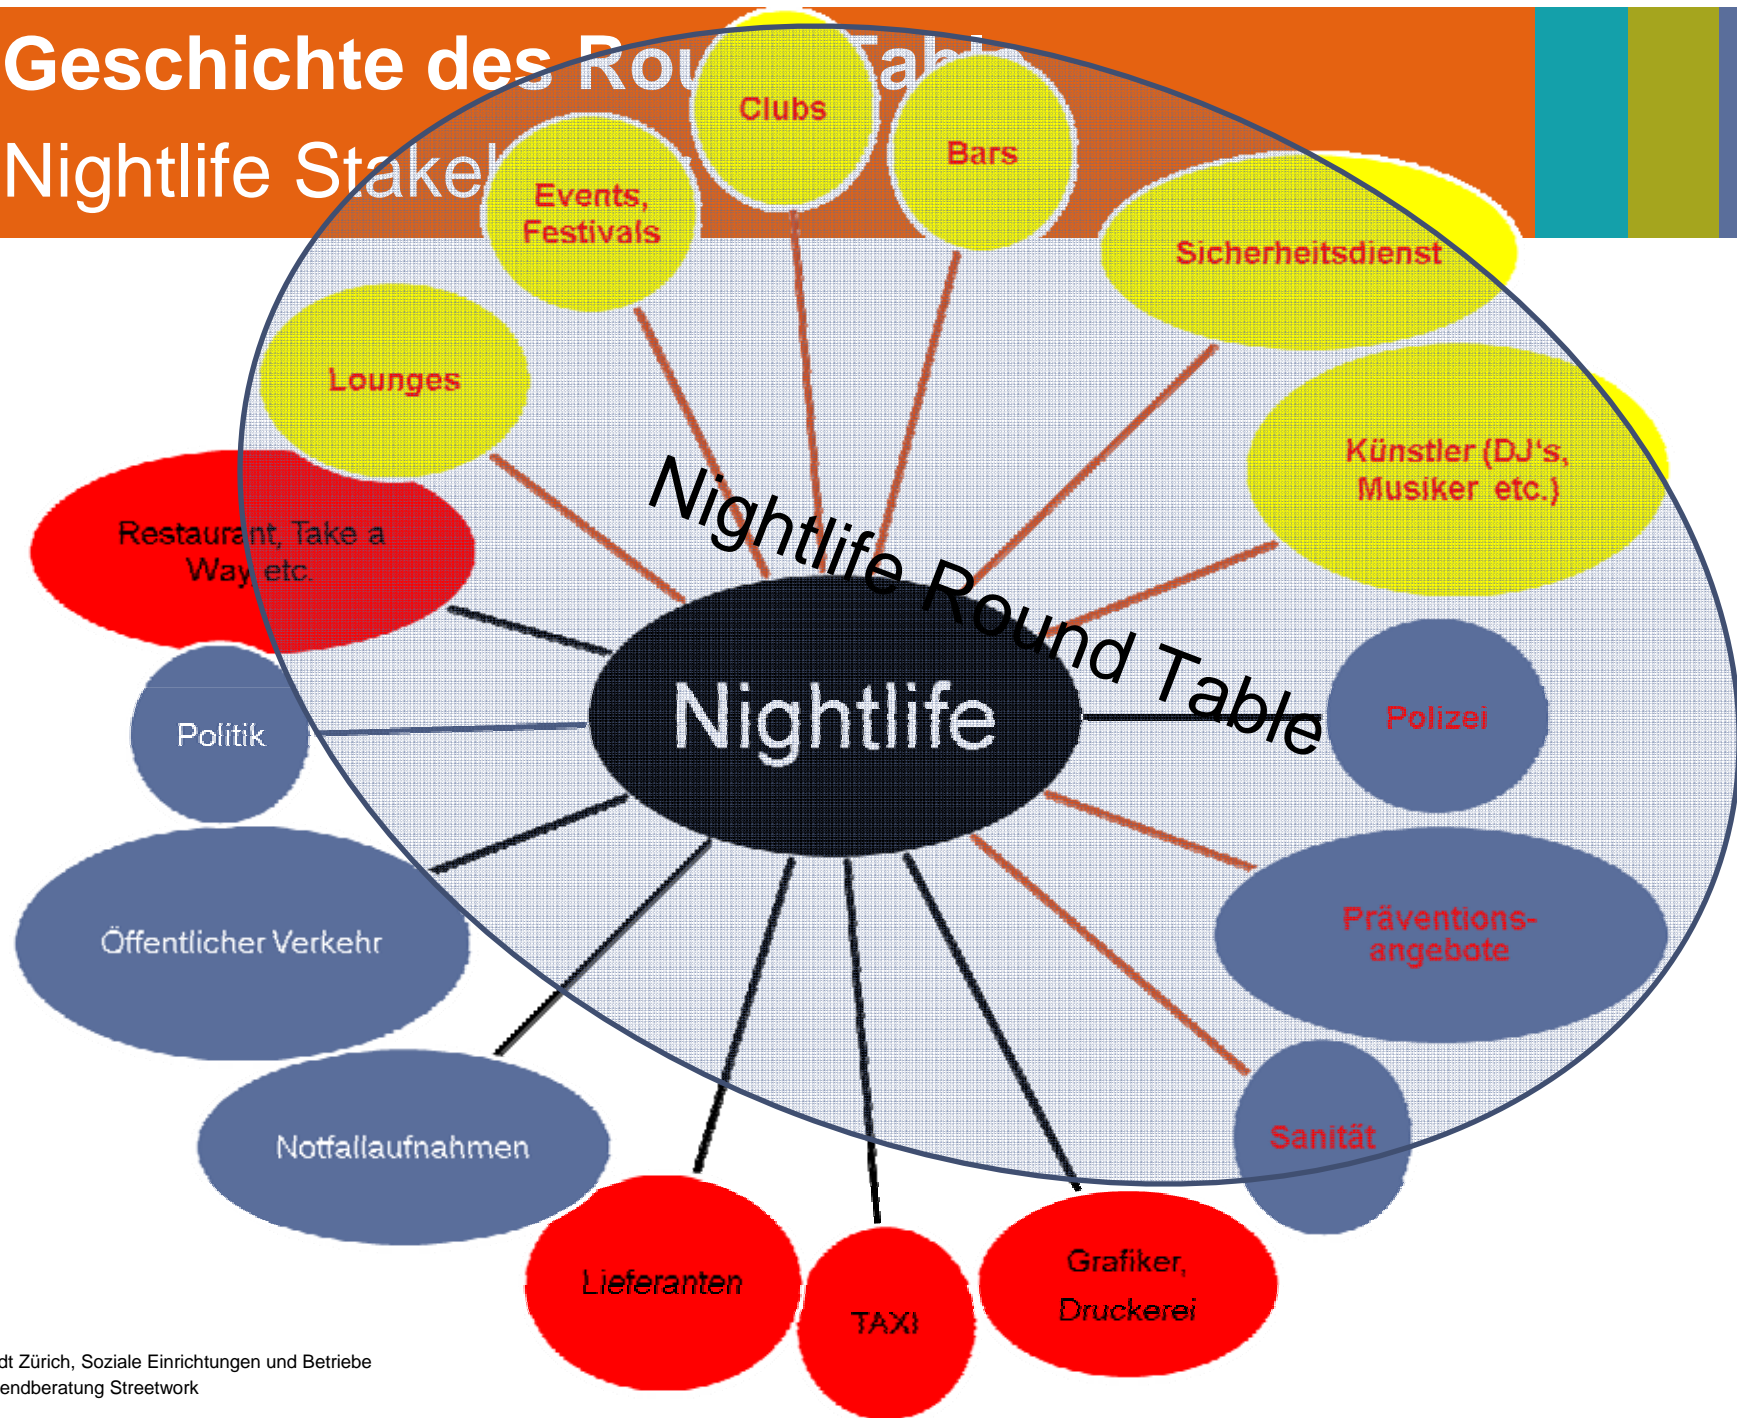 Geschichte des Round Table
Nightlife Stake
Clubs
Bars
Events,
Festivals
Sicherheitsdienst
Lounges
Künstler (DJ's,
Musiker etc.)
Restaurant, Take a
Way, etc.
Nightlife Round Table
Nightlife
Politik
Polizei
Öffentlicher Verkehr
Präventions-
angebote
Notfallaufnahmen
Sanität
Lieferanten
TAXI
Grafiker,
Druckerei
dt Zürich, Soziale Einrichtungen und Betriebe
endberatung Streetwork